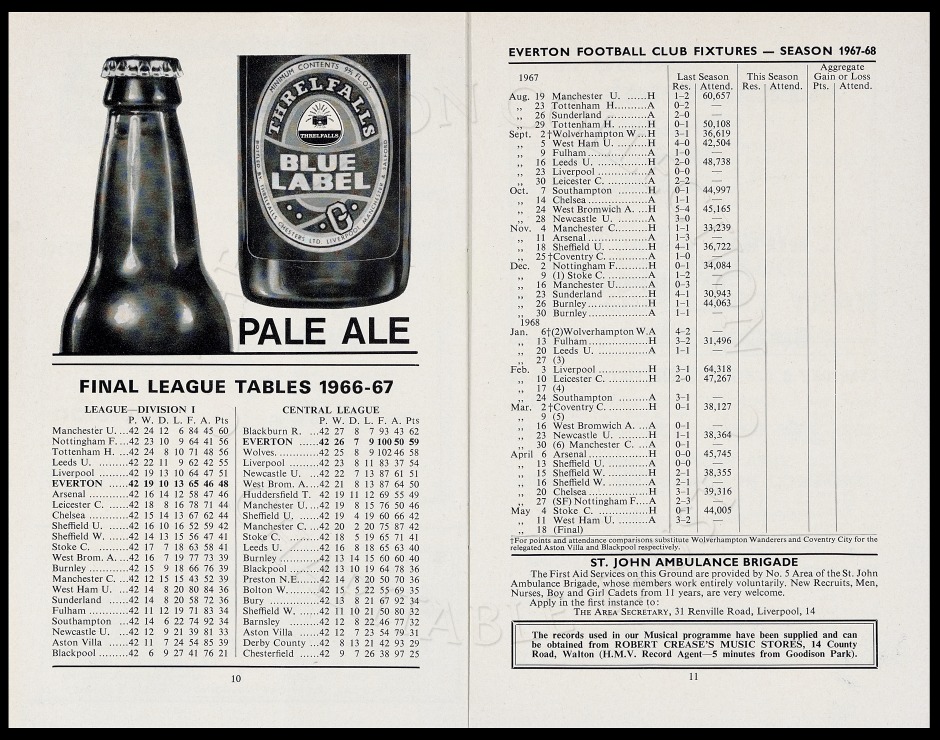 MINIMUM CONTENTS 9⅔ FL. OZ.
THRELFALLS
THRELFALLS
BLUE
LABEL
PALE ALE
FINAL LEAGUE TABLES 1966-67
LEAGUE—DIVISION I
P. W. D. L. F. A. Pts
Manchester U. ...42 24 12 6 84 45 60
Nottingham F. ...42 23 10 9 64 41 56
Tottenham H. ....42 24 8 10 71 48 56
Leeds U. .........42 22 11 9 62 42 55
Liverpool .........42 19 13 10 64 47 51
EVERTON ......42 19 10 13 65 46 48
Arsenal ............42 16 14 12 58 47 46
Leicester C. ......42 18 8 16 78 71 44
Chelsea ............42 15 14 13 67 62 44
Sheffield U. ......42 16 10 16 52 59 42
Sheffield W. ......42 14 13 15 56 47 41
Stoke C. .........42 17 7 18 63 58 41
West Brom. A. ...42 16 7 19 77 73 39
Burnley ............42 15 9 18 66 76 39
Manchester C. ...42 12 15 15 43 52 39
West Ham U. ...42 14 8 20 80 84 36
Sunderland ......42 14 8 20 58 72 36
Fulham ............42 11 12 19 71 83 34
Southampton ...42 14 6 22 74 92 34
Newcastle U. ...42 12 9 21 39 81 33
Aston Villa ......42 11 7 24 54 85 39
Blackpool .........42 6 9 27 41 76 21
CENTRAL LEAGUE
P. W. D. L. F. A. Pts
Blackburn R. ...42 27 8 7 93 43 62
EVERTON ......42 26 7 9 100 50 59
Wolves. .........42 25 8 9 102 46 58
Liverpool .........42 23 8 11 83 37 54
Newcastle U. ...42 22 7 13 87 61 51
West Brom. A....42 21 8 13 87 64 50
Huddersfield T. 42 19 11 12 69 55 49
Manchester U....42 19 8 15 76 50 46
Sheffield U. ......42 19 4 19 60 66 42
Manchester C. ...42 20 2 20 75 87 42
Stoke C. .........42 18 5 19 65 71 41
Leeds U. .........42 16 8 18 65 63 40
Burnley ............42 13 14 15 60 60 40
Blackpool .........42 13 10 19 64 78 36
Preston N.E.......42 14 8 20 50 70 36
Bolton W..........42 15 5 22 55 69 35
Bury ...............42 13 8 21 67 92 34
Sheffield W. ......42 11 10 21 50 80 32
Barnsley .........42 12 8 22 46 77 32
Aston Villa ......42 12 7 23 54 79 31
Derby County ...42 8 13 21 42 93 29
Chesterfield ......42 9 7 26 38 97 25
10
EVERTON FOOTBALL CLUB FIXTURES — SEASON 1967-68
1967 Last Season This Season Aggregate Gain or Loss
Res. Attend. Res. Attend. Pts. Attend.
Aug. 19 Manchester U. ......H 1–2 60,657
,, 23 Tottenham H..........A 0–2 —
,, 26 Sunderland ............A 2–0 —
,, 29 Tottenham H. .........H 0–1 50,108
Sept. 2 †Wolverhampton W...H 3–1 36,619
,, 5 West Ham U. .........H 4–0 42,504
,, 9 Fulham ...............A 1–0 —
,, 16 Leeds U. ...............H 2–0 48,738
,, 23 Liverpool ...............A 0–0 —
,, 30 Leicester C. ............A 2–2 —
Oct. 7 Southampton .........H 0–1 44,997
,, 14 Chelsea ..................A 1–1 —
,, 24 West Bromwich A. ...H 5–4 45,165
,, 28 Newcastle U. .........A 3–0 —
Nov. 4 Manchester C..........H 1–1 33,239
,, 11 Arsenal ..................A 1–3 —
,, 18 Sheffield U. ............H 4–1 36,722
,, 25 †Coventry C. ............A 1–0 —
Dec. 2 Nottingham F..........H 0–1 34,084
,, 9 (1) Stoke C. ............A 1–2 —
,, 16 Manchester U..........A 0–3 —
,, 23 Sunderland ............H 4–1 30,943
,, 26 Burnley ..................H 1–1 44,063
,, 30 Burnley ..................A 1–1 —
1968
Jan. 6†(2)Wolverhampton W.A 4–2 —
,, 13 Fulham ..................H 3–2 31,496
,, 20 Leeds U. ...............A 1–1 —
,, 27 (3)
Feb. 3 Liverpool ...............H 3–1 64,318
,, 10 Leicester C. ............H 2–0 47,267
,, 17 (4)
,, 24 Southampton .........A 3–1 —
Mar. 2 †Coventry C. ............H 0–1 38,127
,, 9 (5)
,, 16 West Bromwich A. ...A 0–1 —
,, 23 Newcastle U. .........H 1–1 38,364
,, 30 (6) Manchester C. ...A 0–1 —
April 6 Arsenal ..................H 0–0 45,745
,, 13 Sheffield U. ............A 0–0 —
,, 15 Sheffield W. ............H 2–1 38,355
,, 16 Sheffield W. ............A 2–1 —
,, 20 Chelsea ..................H 3–1 39,316
,, 27 (SF) Nottingham F....A 2–3 —
May 4 Stoke C. ...............H 0–1 44,005
,, 11 West Ham U. .........A 3–2 —
,, 18 (Final)
†For points and attendance comparisons substitute Wolverhampton Wanderers and Coventry City for the
relegated Aston Villa and Blackpool respectively.
ST. JOHN AMBULANCE BRIGADE
The First Aid Services on this Ground are provided by No. 5 Area of the St. John
Ambulance Brigade, whose members work entirely voluntarily. New Recruits, Men,
Nurses, Boy and Girl Cadets from 11 years, are very welcome.
Apply in the first instance to:
THE AREA SECRETARY, 31 Renville Road, Liverpool, 14
The records used in our Musical programme have been supplied and can
be obtained from ROBERT CREASE'S MUSIC STORES, 14 County
Road, Walton (H.M.V. Record Agent—5 minutes from Goodison Park).
11